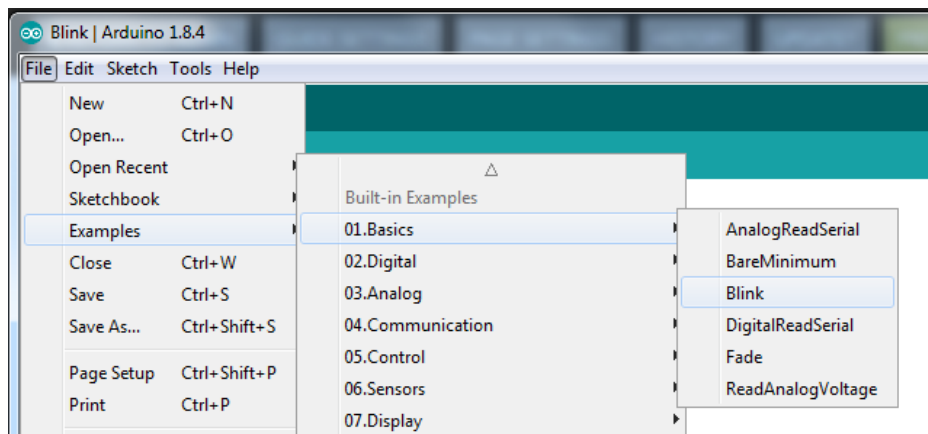 Blink | Arduino 1.8.4
File Edit Sketch Tools Help
New Ctrl+N
Open... Ctrl+O
Open Recent
Sketchbook
Examples
Close Ctrl+W
Save Ctrl+S
Save As... Ctrl+Shift+S
Page Setup Ctrl+Shift+P
Print Ctrl+P
Built-in Examples
01.Basics
02.Digital
03.Analog
04.Communication
05.Control
06.Sensors
07.Display
AnalogReadSerial
BareMinimum
Blink
DigitalReadSerial
Fade
ReadAnalogVoltage